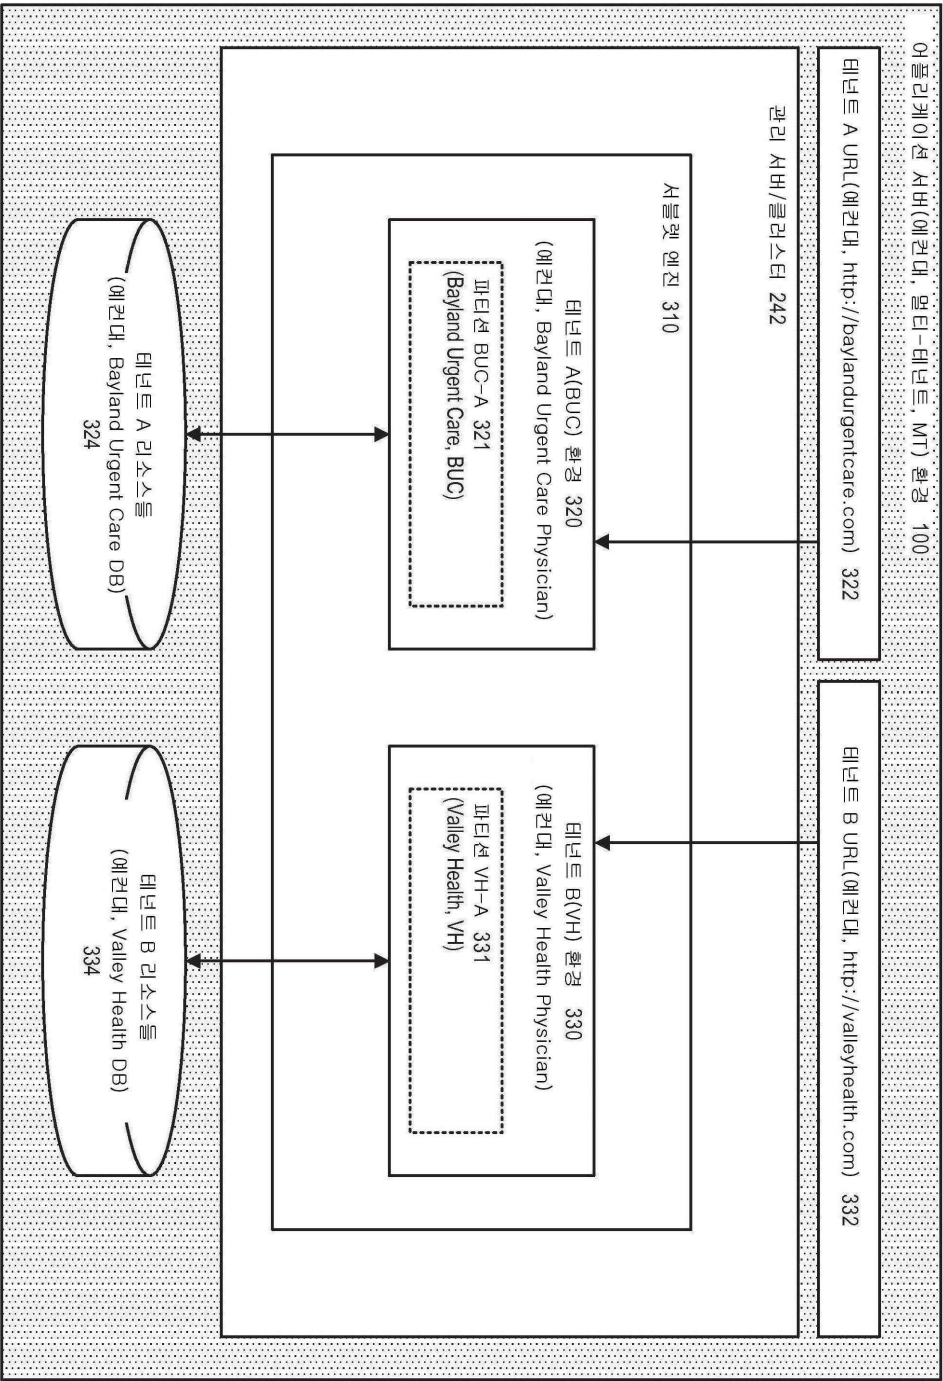 어플리케이션 서버(예컨대, 멀티-테넌트, MT) 환경 100
테넌트 A URL(예컨대, http://baylandurgentcare.com) 322
테넌트 B URL(예컨대, http://valleyhealth.com) 332
관리 서버/클러스터 242
서블렛 엔진 310
테넌트 A(BUC) 환경 320
(예컨대, Bayland Urgent Care Physician)
파티션 BUC-A 321
(Bayland Urgent Care, BUC)
테넌트 B(VH) 환경 330
(예컨대, Valley Health Physician)
파티션 VH-A 331
(Valley Health, VH)
테넌트 A 리소스들
(예컨대, Bayland Urgent Care DB)
324
테넌트 B 리소스들
(예컨대, Valley Health DB)
334